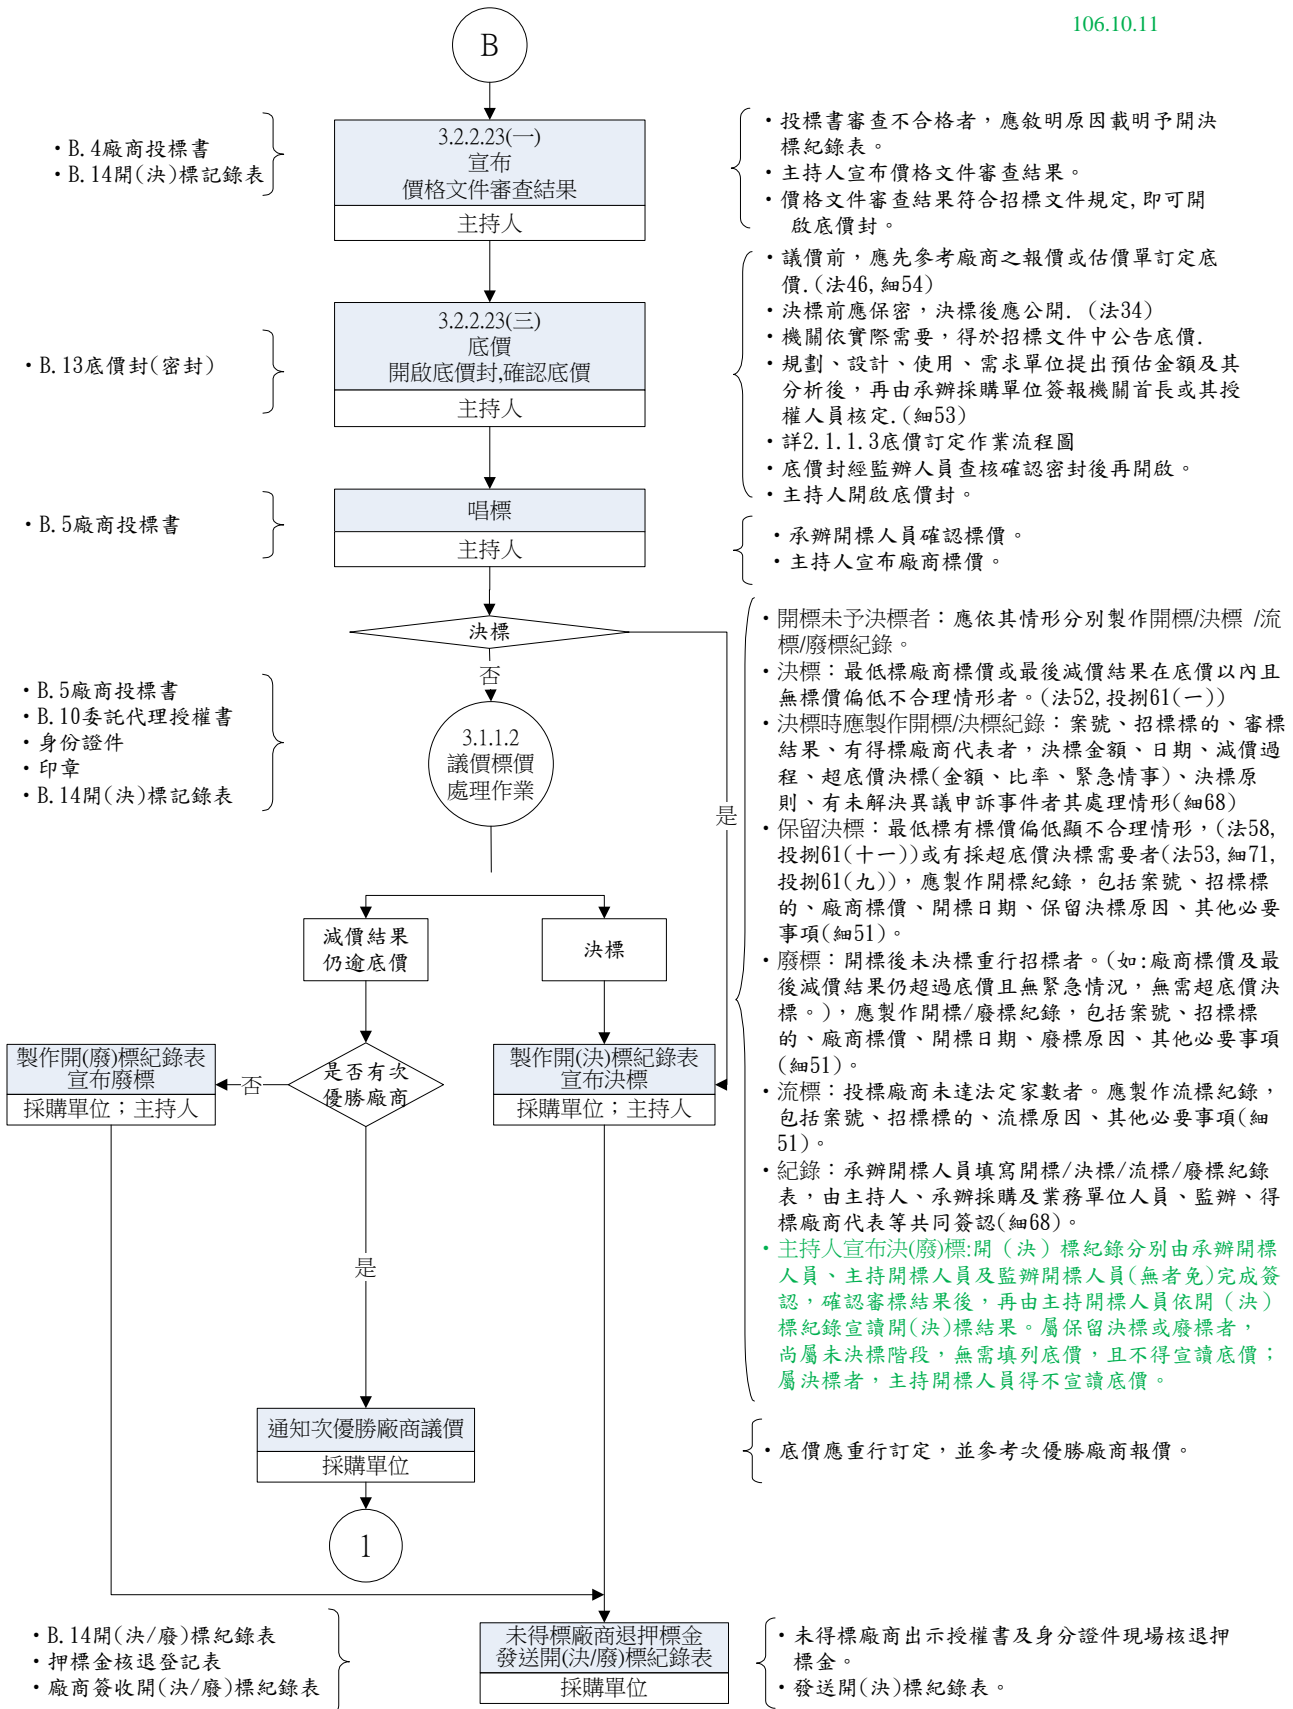 106.10.11
B
・B.4廠商投標書
・B.14開(決)標記錄表
3.2.2.23(一)
宣布
價格文件審查結果
主持人
・投標書審查不合格者，應敘明原因載明予開決
標紀錄表。
・主持人宣布價格文件審查結果。
・價格文件審查結果符合招標文件規定,即可開
啟底價封。
・B.13底價封(密封)
3.2.2.23(三)
底價
開啟底價封,確認底價
主持人
・議價前，應先參考廠商之報價或估價單訂定底
價.(法46,細54)
・決標前應保密，決標後應公開. (法34)
・機關依實際需要，得於招標文件中公告底價.
・規劃、設計、使用、需求單位提出預估金額及其
分析後，再由承辦採購單位簽報機關首長或其授
權人員核定.(細53)
・詳2.1.1.3底價訂定作業流程圖
・底價封經監辦人員查核確認密封後再開啟。
・主持人開啟底價封。
・B.5廠商投標書
唱標
主持人
・承辦開標人員確認標價。
・主持人宣布廠商標價。
決標
否
是
・B.5廠商投標書
・B.10委託代理授權書
・身份證件
・印章
・B.14開(決)標記錄表
3.1.1.2
議價標價
處理作業
・開標未予決標者：應依其情形分別製作開標/決標 /流
標/廢標紀錄。
・決標：最低標廠商標價或最後減價結果在底價以內且
無標價偏低不合理情形者。(法52,投捌61(一))
・決標時應製作開標/決標紀錄：案號、招標標的、審標
結果、有得標廠商代表者，決標金額、日期、減價過
程、超底價決標(金額、比率、緊急情事)、決標原
則、有未解決異議申訴事件者其處理情形(細68)
・保留決標：最低標有標價偏低顯不合理情形，(法58,
投捌61(十一))或有採超底價決標需要者(法53,細71,
投捌61(九))，應製作開標紀錄，包括案號、招標標
的、廠商標價、開標日期、保留決標原因、其他必要
事項(細51)。
・廢標：開標後未決標重行招標者。(如:廠商標價及最
後減價結果仍超過底價且無緊急情況，無需超底價決
標。)，應製作開標/廢標紀錄，包括案號、招標標
的、廠商標價、開標日期、廢標原因、其他必要事項
(細51)。
・流標：投標廠商未達法定家數者。應製作流標紀錄，
包括案號、招標標的、流標原因、其他必要事項(細
51)。
・紀錄：承辦開標人員填寫開標/決標/流標/廢標紀錄
表，由主持人、承辦採購及業務單位人員、監辦、得
標廠商代表等共同簽認(細68)。
・主持人宣布決(廢)標:開（決）標紀錄分別由承辦開標
人員、主持開標人員及監辦開標人員(無者免)完成簽
認，確認審標結果後，再由主持開標人員依開（決）
標紀錄宣讀開(決)標結果。屬保留決標或廢標者，
尚屬未決標階段，無需填列底價，且不得宣讀底價；
屬決標者，主持開標人員得不宣讀底價。
減價結果
仍逾底價
決標
製作開(廢)標紀錄表
宣布廢標
採購單位；主持人
否
是否有次
優勝廠商
製作開(決)標紀錄表
宣布決標
採購單位；主持人
是
通知次優勝廠商議價
採購單位
・底價應重行訂定，並參考次優勝廠商報價。
1
・B.14開(決/廢)標紀錄表
・押標金核退登記表
・廠商簽收開(決/廢)標紀錄表
未得標廠商退押標金
發送開(決/廢)標紀錄表
採購單位
・未得標廠商出示授權書及身分證件現場核退押
標金。
・發送開(決)標紀錄表。